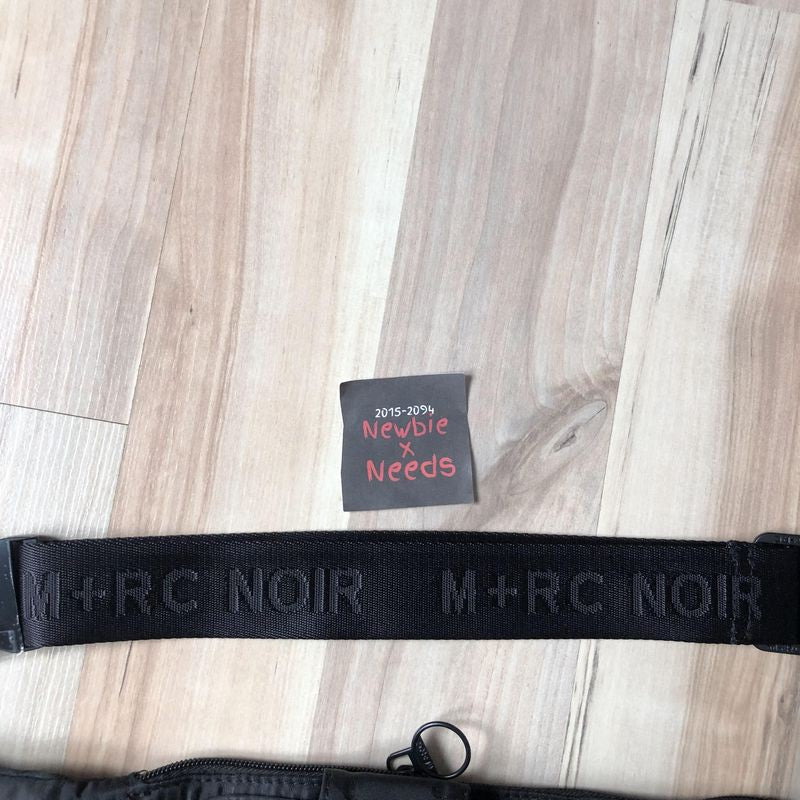 2015-2094
Newbie
x
Needs
M+RC NOIR M+RC NOIR